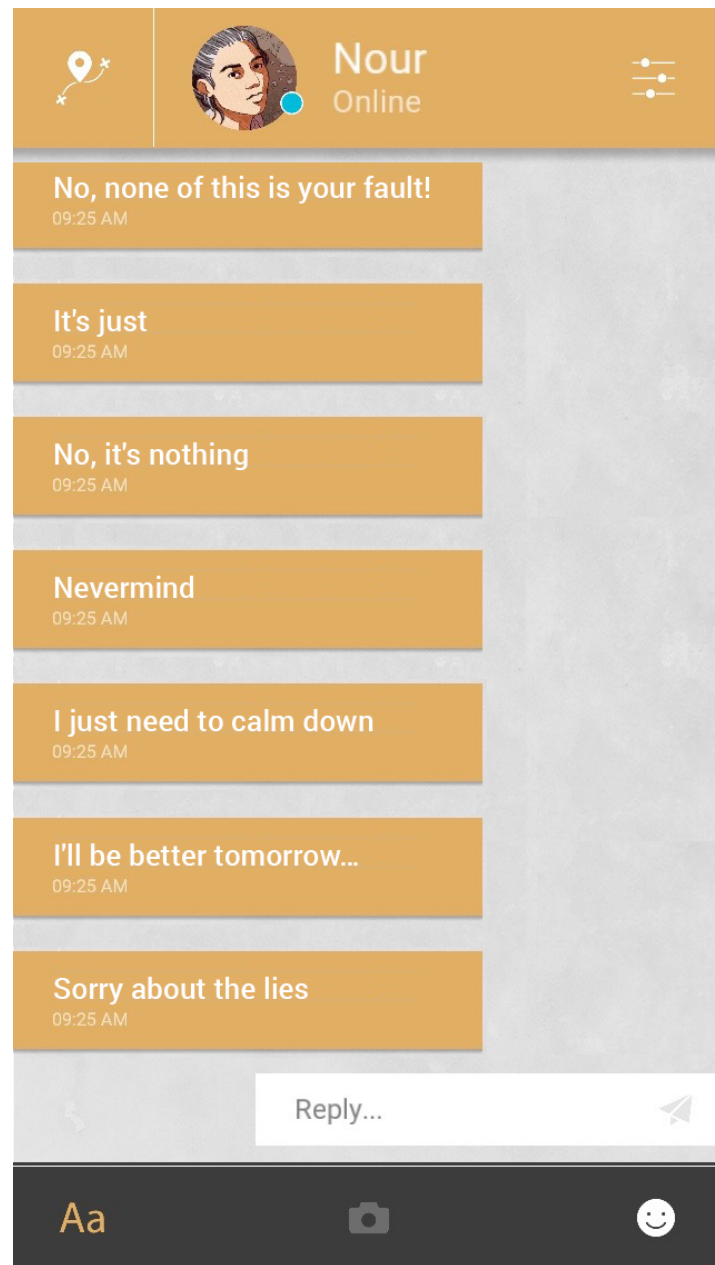 Nour
Online
No, none of this is your fault!
09:25 AM
It's just
09:25 AM
No, it's nothing
09:25 AM
Nevermind
09:25 AM
I just need to calm down
09:25 AM
I'll be better tomorrow...
09:25 AM
Sorry about the lies
09:25 AM
Reply...
Aa